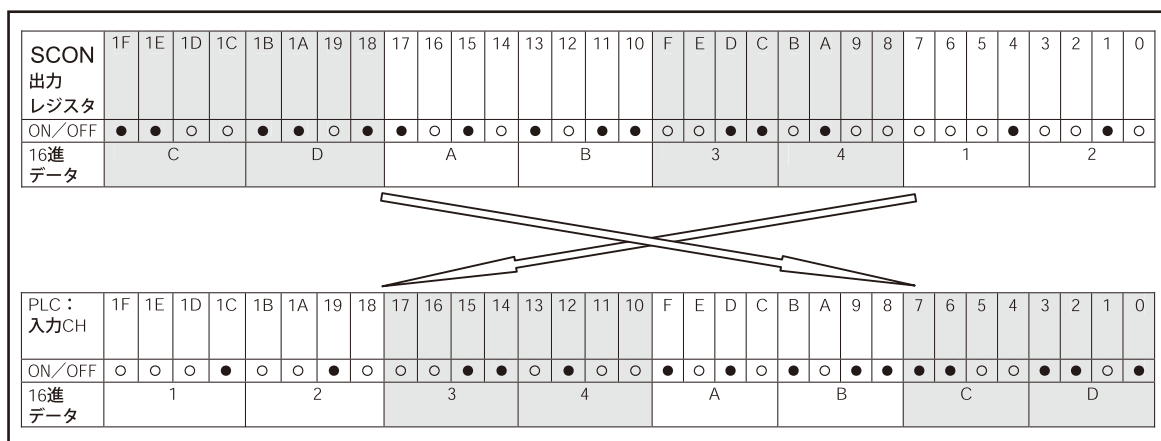 SCON 出力 レジスタ 1F 1E 1D 1C 1B 1A 19 18 17 16 15 14 13 12 11 10 F E D C B A 9 8 7 6 5 4 3 2 1 0
ON／OFF ● ● ○ ○ ● ● ○ ● ● ○ ● ○ ● ○ ● ● ○ ○ ● ● ○ ● ○ ○ ○ ○ ○ ● ○ ○ ● ○
16進 データ C D A B 3 4 1 2
PLC： 入力CH 1F 1E 1D 1C 1B 1A 19 18 17 16 15 14 13 12 11 10 F E D C B A 9 8 7 6 5 4 3 2 1 0
ON／OFF ○ ○ ○ ● ○ ○ ● ○ ○ ○ ● ● ○ ● ○ ○ ● ○ ● ○ ● ○ ● ● ● ● ○ ○ ● ● ○ ●
16進 データ 1 2 3 4 A B C D